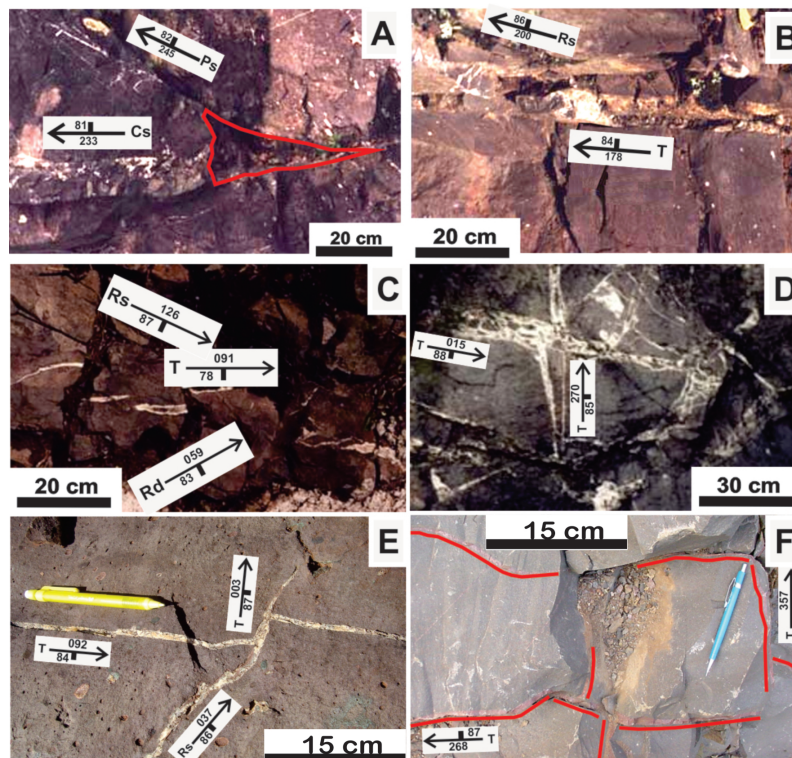 A
82
245
Ps
81
233
Cs
20 cm
B
86
200
Rs
84
178
T
20 cm
C
Rs
126
87
T
091
78
Rd
059
83
20 cm
D
T
015
88
T
270
85
30 cm
E
T
003
87
T
092
84
Rs
037
86
15 cm
F
15 cm
T
357
87
268
T